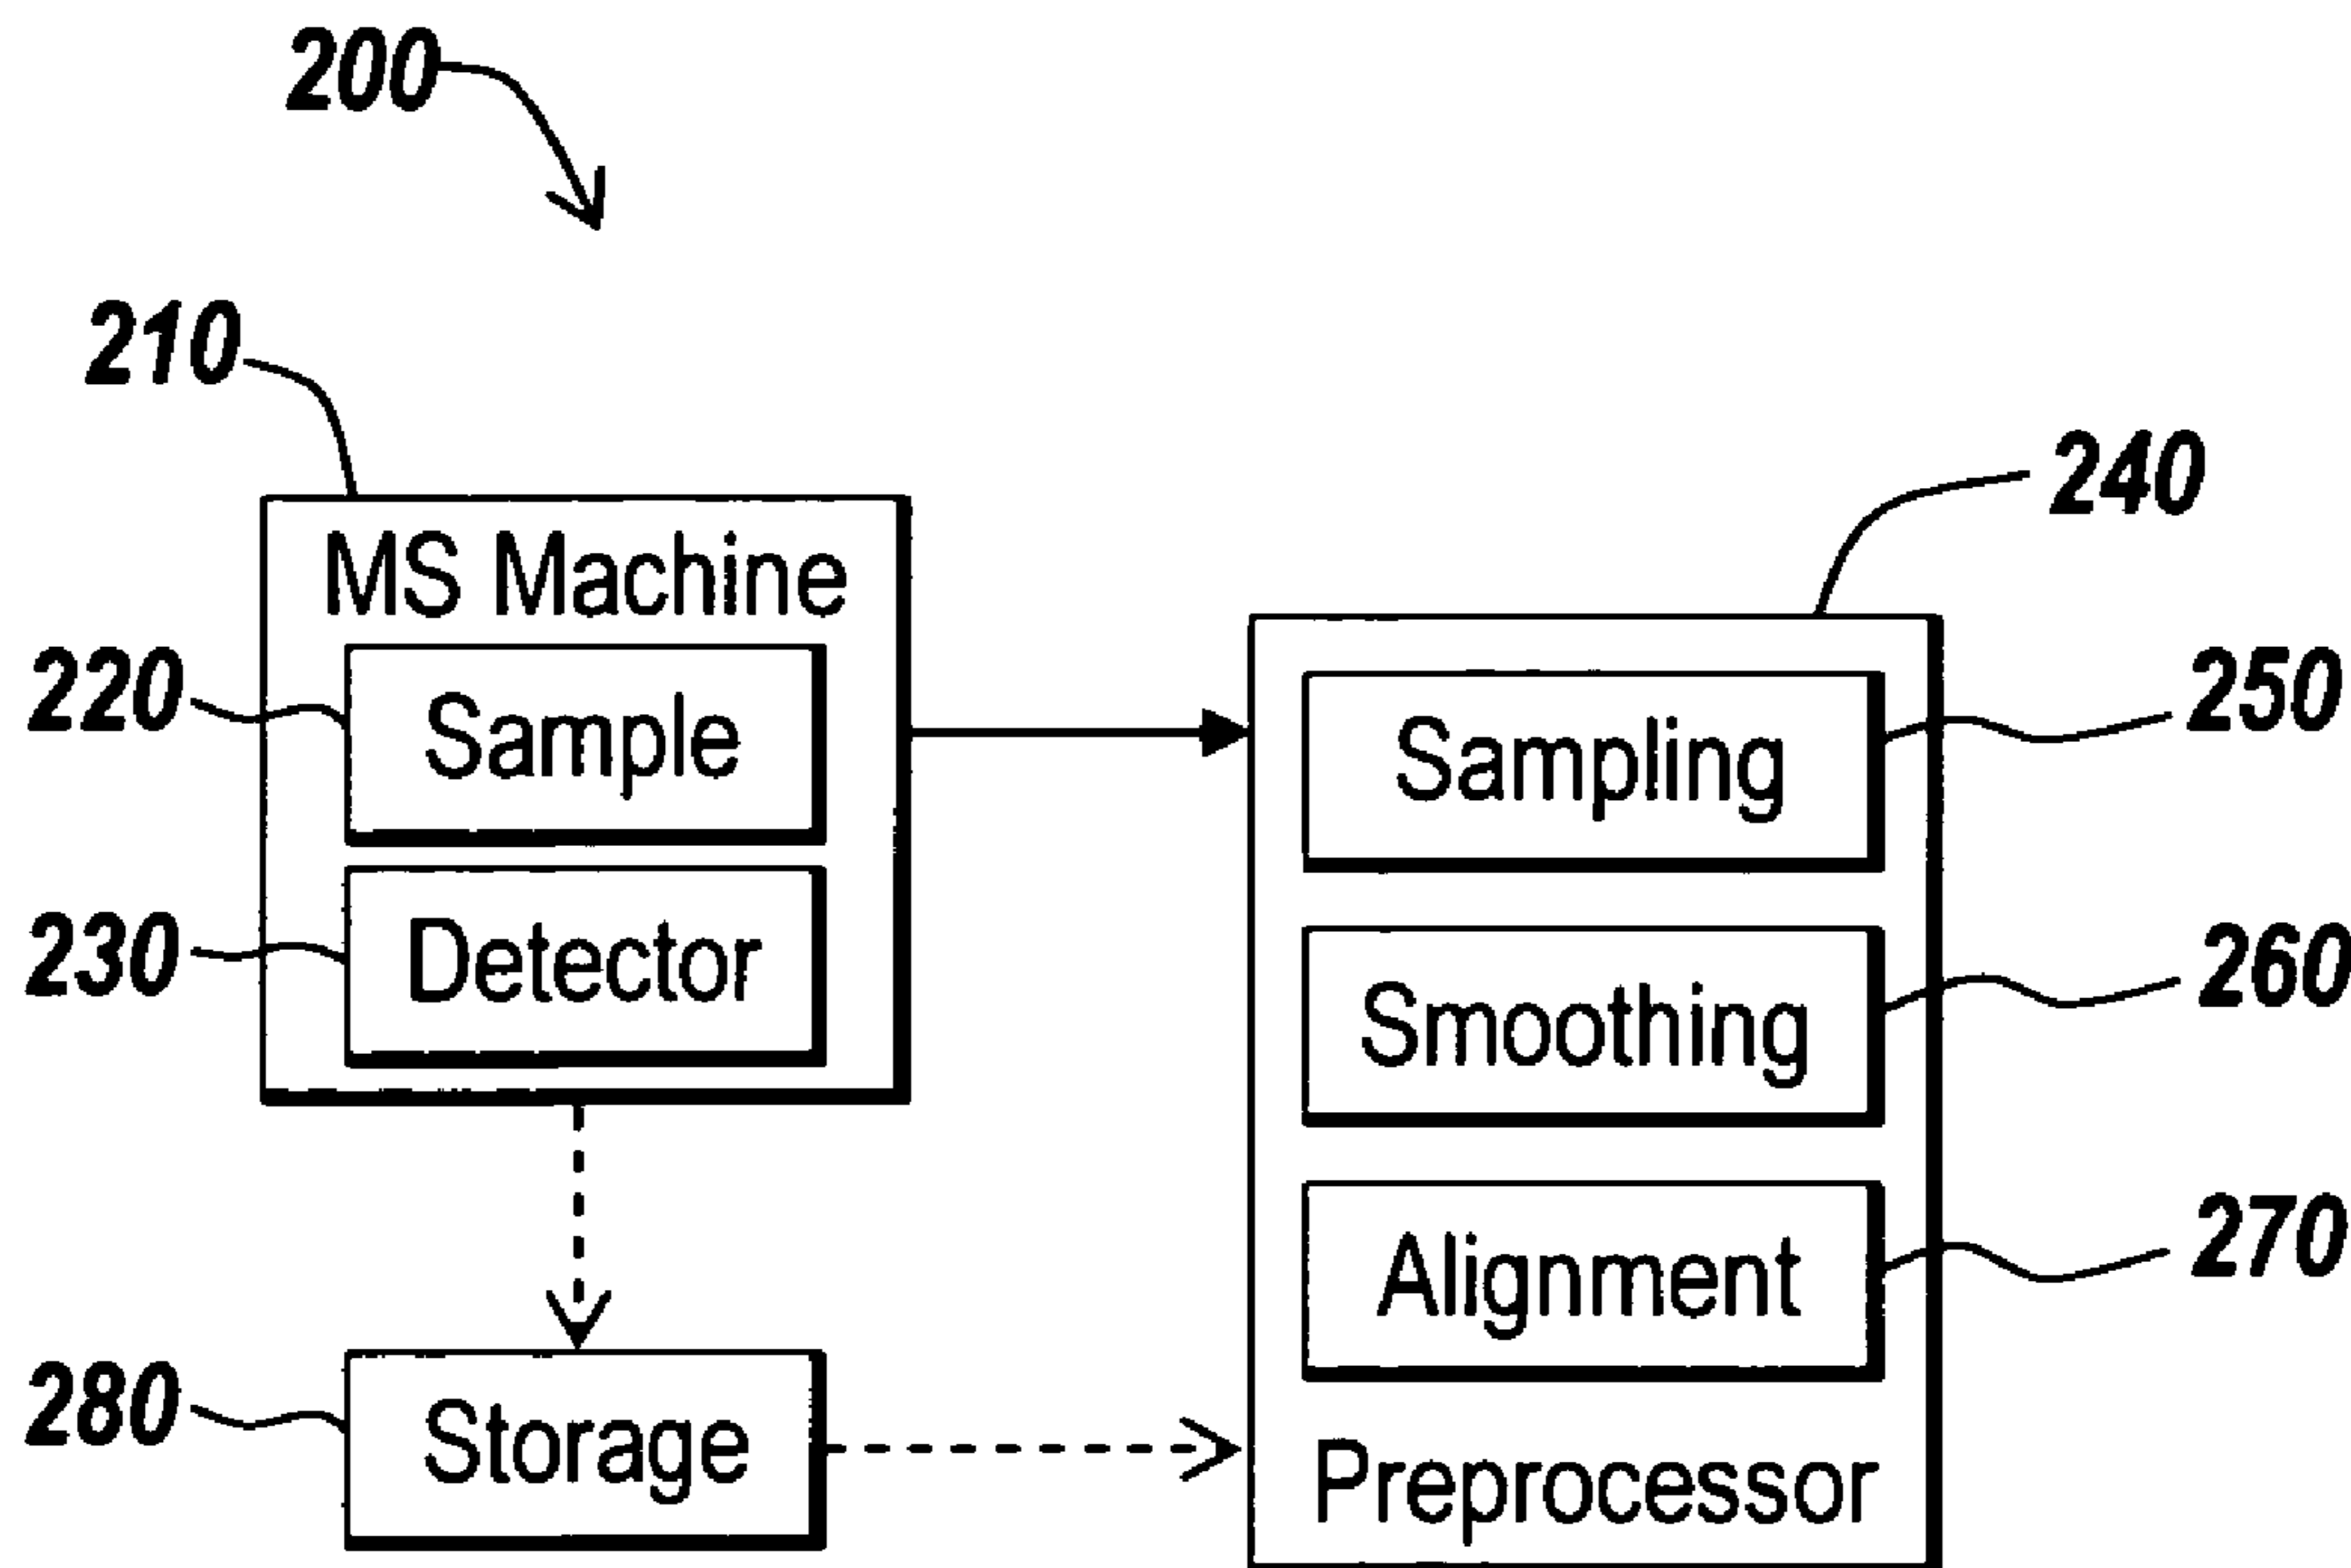 200
210
MS Machine
220
Sample
230
Detector
240
250
Sampling
260
Smoothing
270
Alignment
Preprocessor
280
Storage